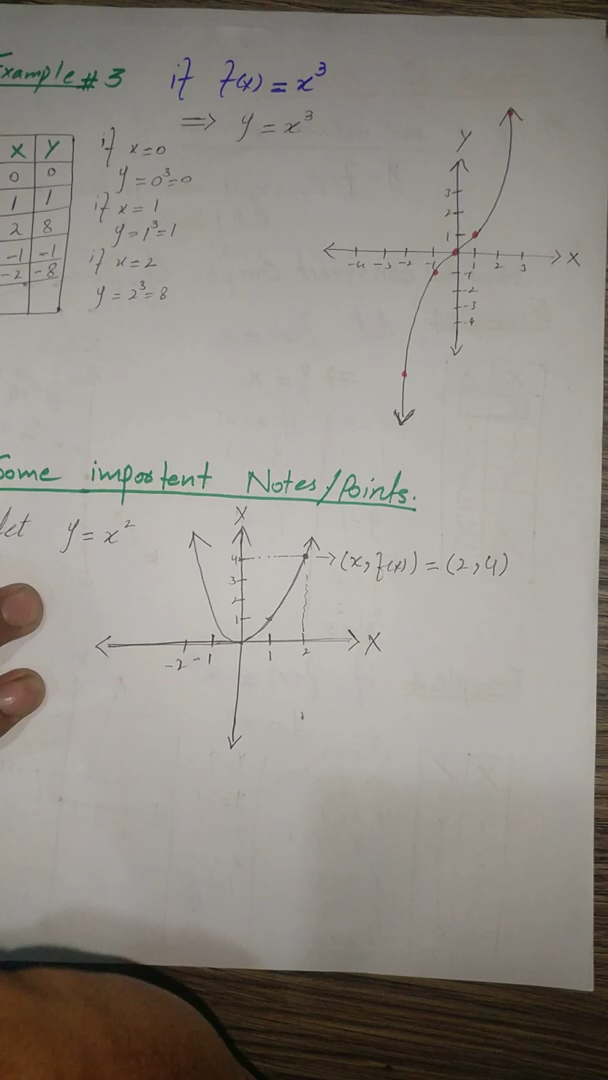 Example # 3 if f(x) = x³
⇒ y = x³
X Y
0 0
1 1
2 8
-1 -1
-2 -8
if x=0
y = 0³=0
if x = 1
y = 1³=1
if x = 2
y = 2³=8
Y
3
2
1
-4 -3 -2 -1 1 2 3 X
-1
-2
-3
-4
Some important Notes/Points.
let y = x²
X
4 → (x, f(x)) = (2, 4)
3
2
1
-2 -1 1 2 X